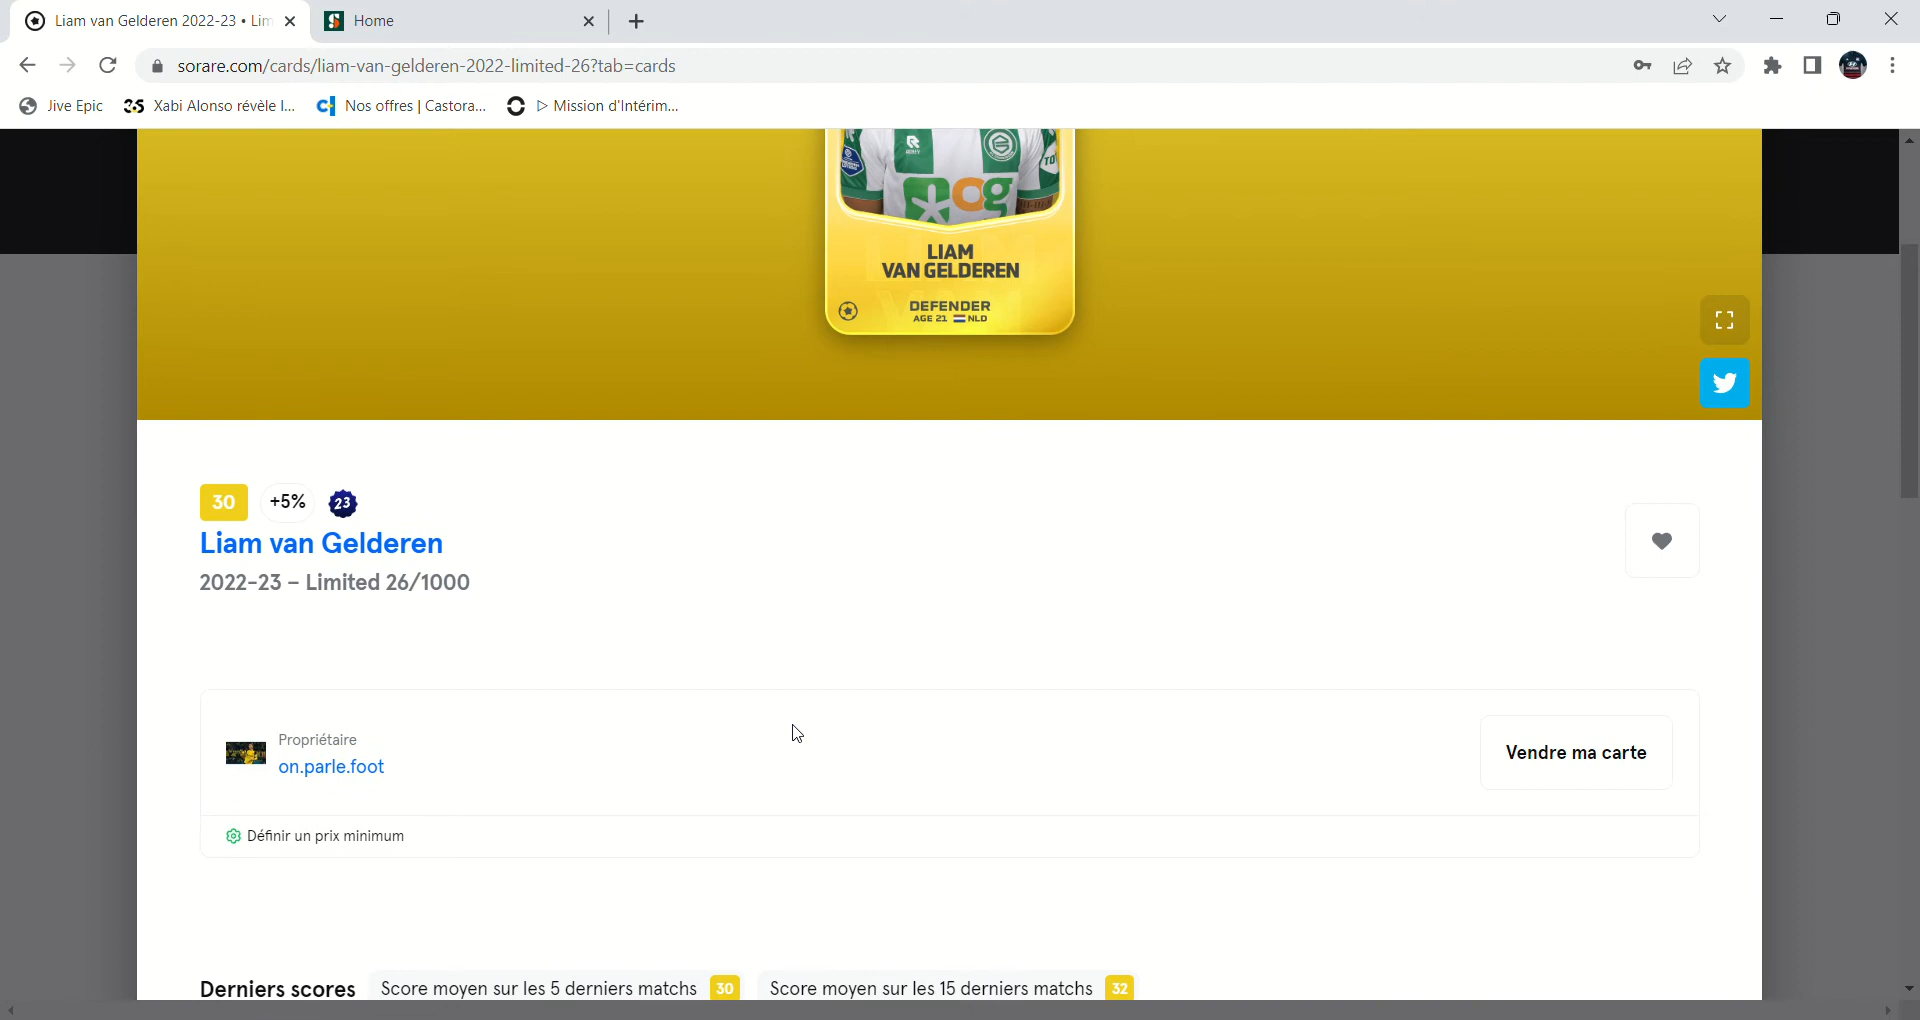 Liam van Gelderen 2022-23 • Lim
Home
sorare.com/cards/liam-van-gelderen-2022-limited-26?tab=cards
Jive Epic
Xabi Alonso révèle l...
Nos offres | Castora...
▷ Mission d'Intérim...
TO
og
LIAM
VAN GELDEREN
DEFENDER
AGE 21 NLD
30
+5%
23
Liam van Gelderen
2022-23 – Limited 26/1000
Propriétaire
on.parle.foot
Vendre ma carte
Définir un prix minimum
Derniers scores
Score moyen sur les 5 derniers matchs 30
Score moyen sur les 15 derniers matchs 32